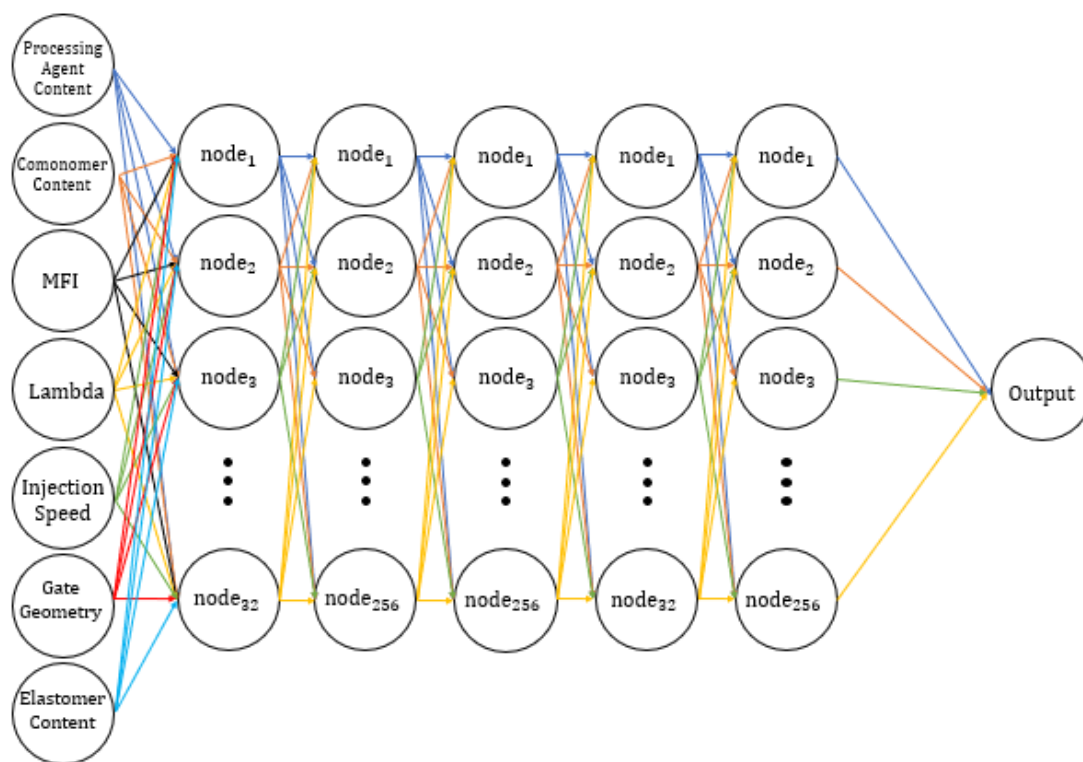 Processing
Agent
Content
Comonomer
Content
MFI
Lambda
Injection
Speed
Gate
Geometry
Elastomer
Content
node₁
node₂
node₃
node₃₂
node₁
node₂
node₃
node₂₅₆
node₁
node₂
node₃
node₂₅₆
node₁
node₂
node₃
node₃₂
node₁
node₂
node₃
node₂₅₆
Output